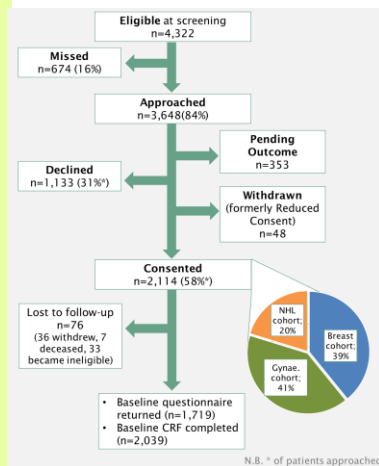 Eligible at screening
n=4,322
Missed
n=674 (16%)
Approached
n=3,648(84%)
Pending
Outcome
n=353
Declined
n=1,133 (31%*)
Withdrawn
(formerly Reduced
Consent)
n=48
Consented
n=2,114 (58%*)
Lost to follow-up
n=76
(36 withdrew, 7
deceased, 33
became ineligible)
NHL
cohort;
20%
Breast
cohort;
39%
Gynae.
cohort;
41%
• Baseline questionnaire
returned (n=1,719)
• Baseline CRF completed
(n=2,039)
N.B. * of patients approached